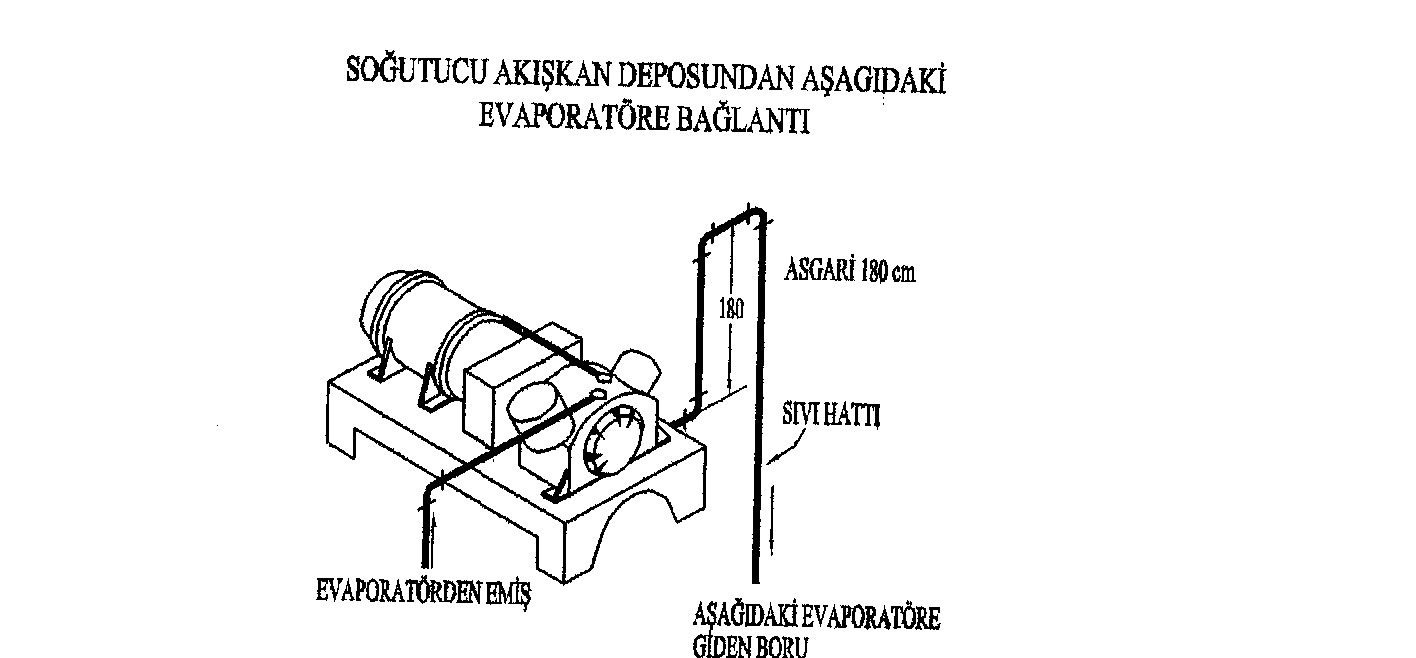 SOĞUTUCU AKIŞKAN DEPOSUNDAN AŞAGIDAKİ
EVAPORATÖRE BAĞLANTI
ASGARİ 180 cm
180
SIVI HATTI
EVAPORATÖRDEN EMİŞ
AŞAĞIDAKİ EVAPORATÖRE
GİDEN BORU